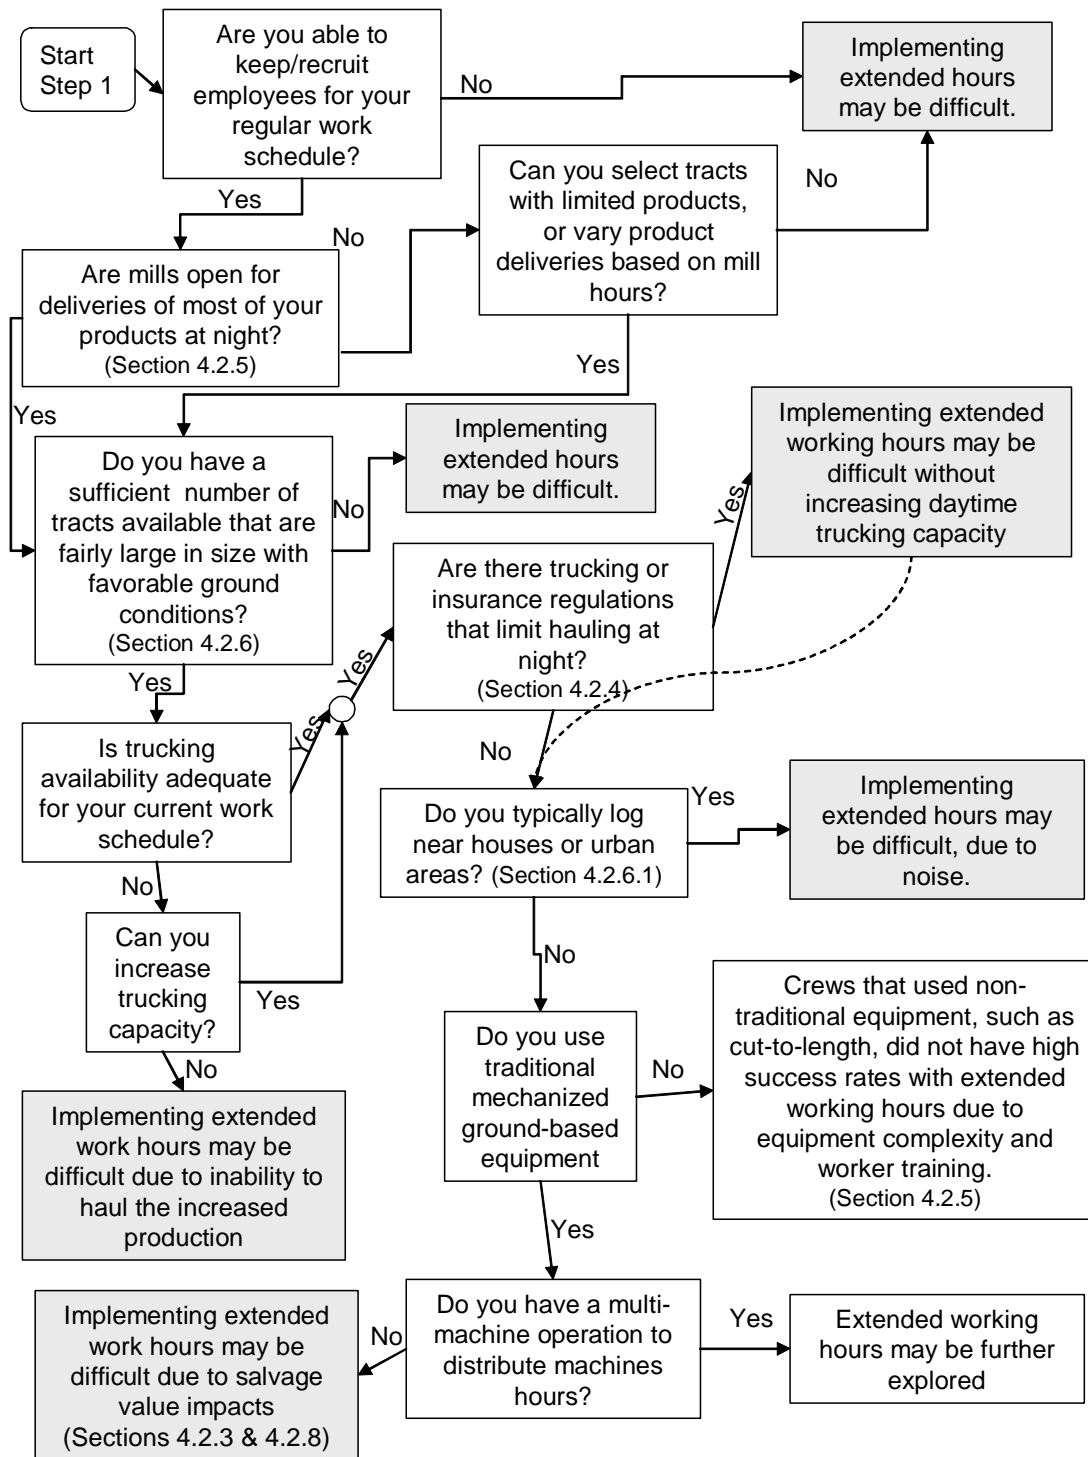 Start
Step 1
Are you able to
keep/recruit
employees for your
regular work
schedule?
No
Implementing
extended hours
may be difficult.
Yes
Can you select tracts
with limited products,
or vary product
deliveries based on mill
hours?
No
No
Are mills open for
deliveries of most of your
products at night?
(Section 4.2.5)
Yes
Yes
Do you have a
sufficient number of
tracts available that are
fairly large in size with
favorable ground
conditions?
(Section 4.2.6)
No
Implementing
extended hours
may be difficult.
Implementing extended
working hours may be
difficult without
increasing daytime
trucking capacity
Yes
Are there trucking or
insurance regulations
that limit hauling at
night?
(Section 4.2.4)
Yes
Yes
Yes
Is trucking
availability adequate
for your current work
schedule?
No
Do you typically log
near houses or urban
areas? (Section 4.2.6.1)
Yes
Implementing
extended hours may
be difficult, due to
noise.
No
Can you
increase
trucking
capacity?
Yes
No
No
Do you use
traditional
mechanized
ground-based
equipment
No
Crews that used non-
traditional equipment, such as
cut-to-length, did not have high
success rates with extended
working hours due to
equipment complexity and
worker training.
(Section 4.2.5)
Implementing extended
work hours may be
difficult due to inability to
haul the increased
production
Yes
Implementing extended
work hours may be
difficult due to salvage
value impacts
(Sections 4.2.3 & 4.2.8)
No
Do you have a multi-
machine operation to
distribute machines
hours?
Yes
Extended working
hours may be further
explored